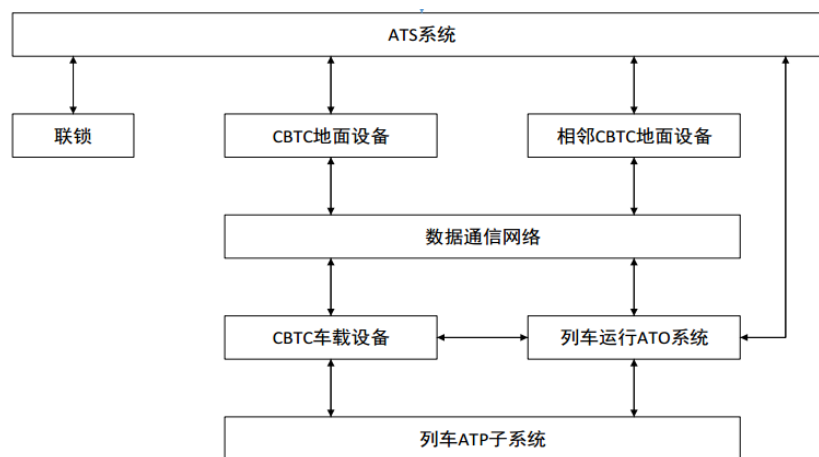 ATS系统
联锁
CBTC地面设备
相邻CBTC地面设备
数据通信网络
CBTC车载设备
列车运行ATO系统
列车ATP子系统